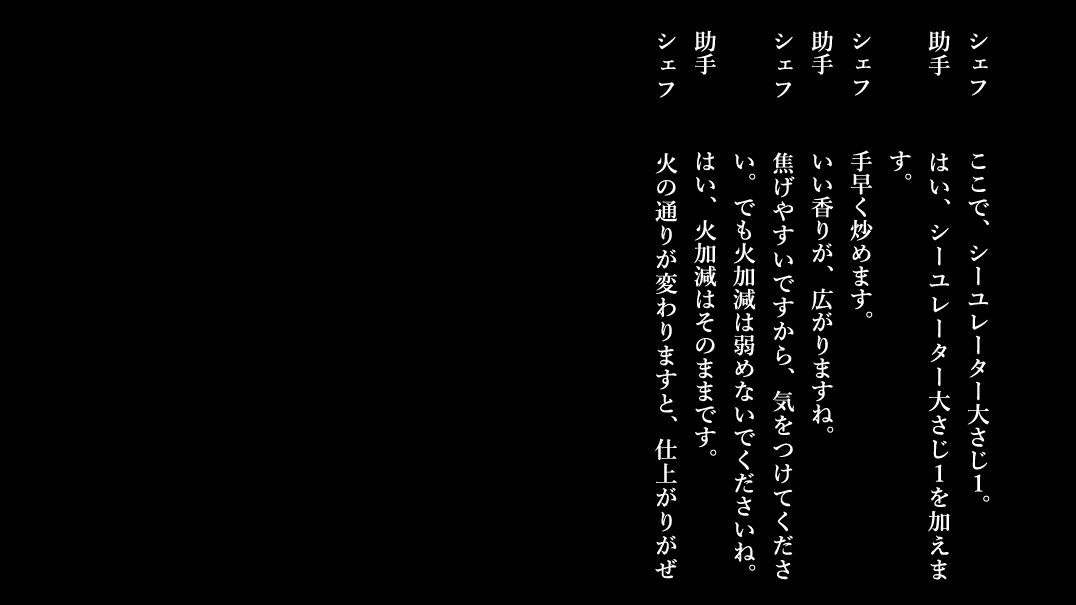 シェフ　ここで、シーユレーター大さじ1。
助手　はい、シーユレーター大さじ1を加えま
す。
シェフ　手早く炒めます。
助手　いい香りが、広がりますね。
シェフ　焦げやすいですから、気をつけてくださ
い。でも火加減は弱めないでくださいね。
助手　はい、火加減はそのままです。
シェフ　火の通りが変わりますと、仕上がりがぜ